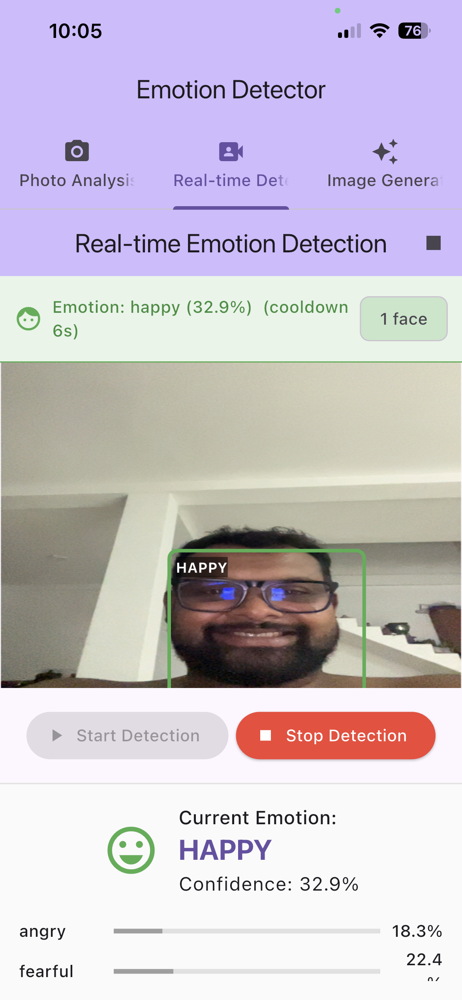 10:05
76
Emotion Detector
Photo Analysis
Real-time Dete
Image Generat
Real-time Emotion Detection
Emotion: happy (32.9%) (cooldown
6s)
1 face
HAPPY
Start Detection
Stop Detection
Current Emotion:
HAPPY
Confidence: 32.9%
angry
18.3%
fearful
22.4
%